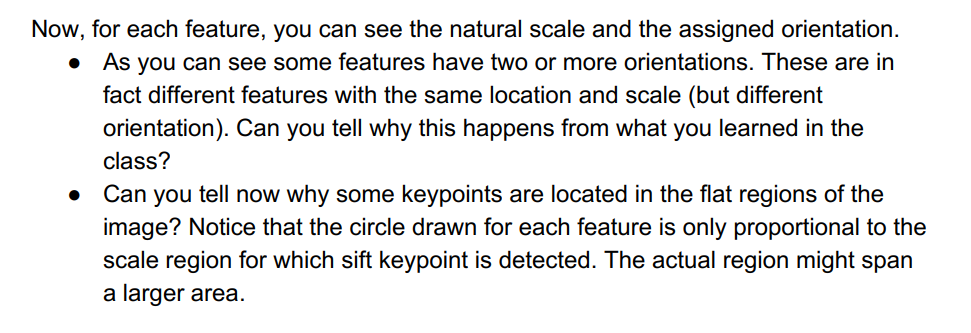 Now, for each feature, you can see the natural scale and the assigned orientation.
● As you can see some features have two or more orientations. These are in
fact different features with the same location and scale (but different
orientation). Can you tell why this happens from what you learned in the
class?
● Can you tell now why some keypoints are located in the flat regions of the
image? Notice that the circle drawn for each feature is only proportional to the
scale region for which sift keypoint is detected. The actual region might span
a larger area.